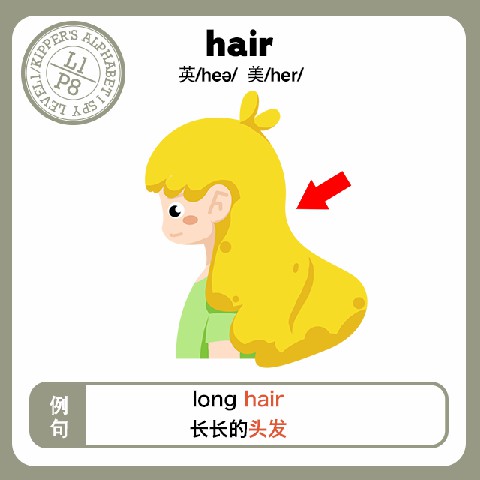 LEVEL1/KIPPER'S ALPHABET I SPY
L1
P8
hair
英/heə/ 美/her/
例句
long hair
长长的头发